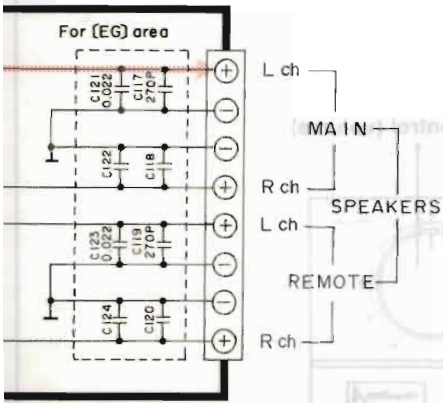 For (EG) area
C121
0.022
C117
270P
+
L ch
−
MAIN
−
C122
C118
+
R ch
SPEAKERS
+
L ch
C123
0.022
C119
270P
−
REMOTE
−
C124
C120
+
R ch